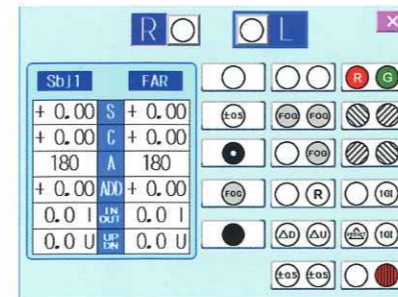 R L
X
Sbj1 FAR
R G
+ 0.00 S + 0.00
±0.5 FOG FOG
+ 0.00 C + 0.00
FOG
180 A 180
+ 0.00 ADD + 0.00
FOG R 101
0.0 I IN OUT 0.0 I
0.0 U UP DN 0.0 U
ΔD ΔU 101
±0.5 ±0.5